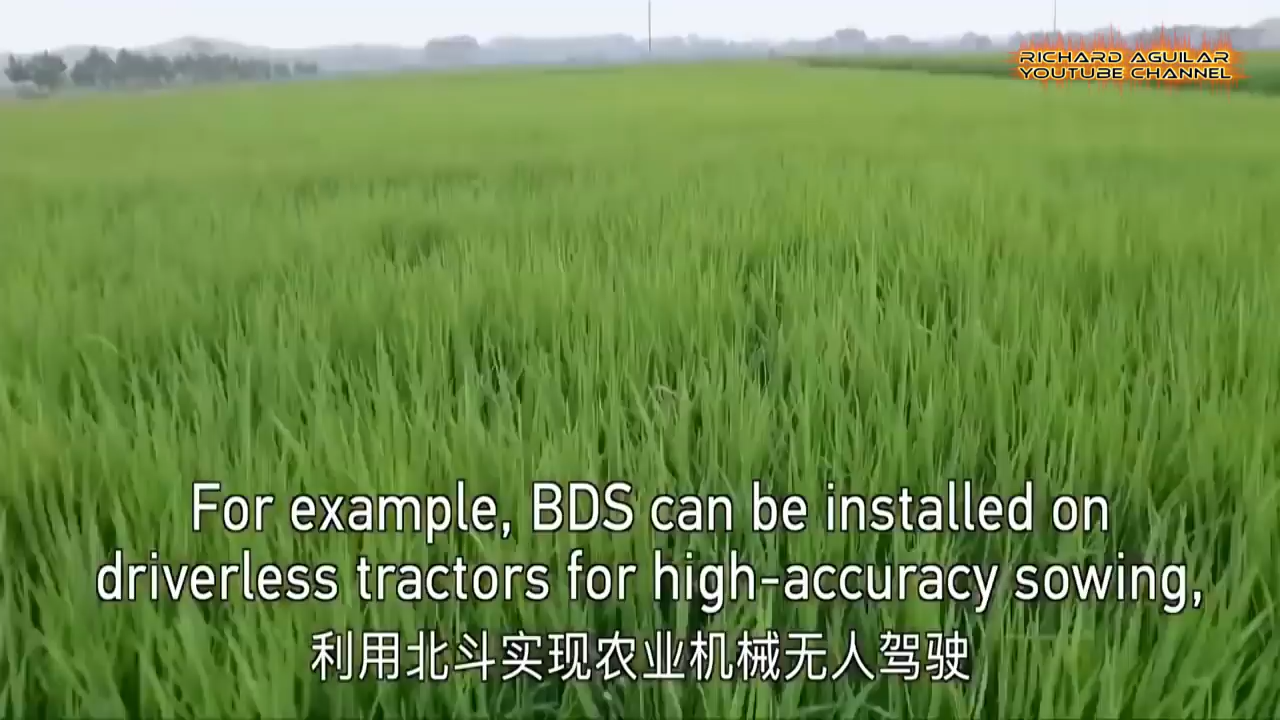 RICHARD AGUILAR
YOUTUBE CHANNEL
For example, BDS can be installed on
driverless tractors for high-accuracy sowing,
利用北斗实现农业机械无人驾驶